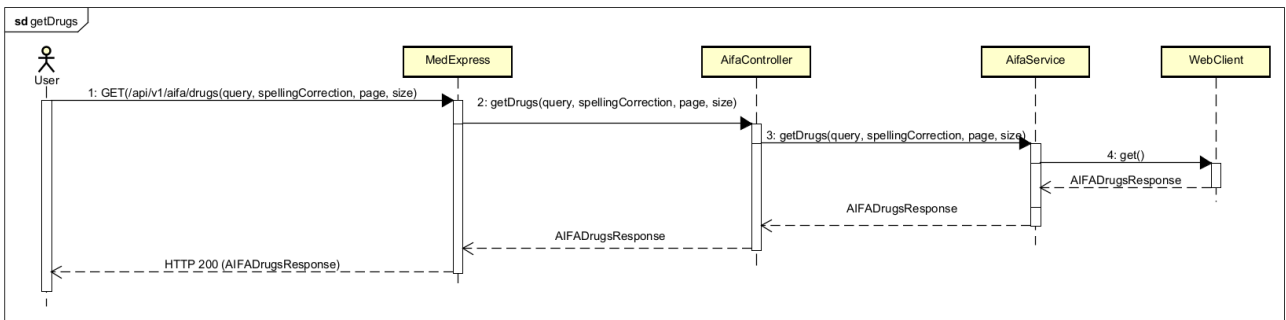 sd getDrugs
User
MedExpress
AifaController
AifaService
WebClient
1: GET(/api/v1/aifa/drugs(query, spellingCorrection, page, size)
2: getDrugs(query, spellingCorrection, page, size)
3: getDrugs(query, spellingCorrection, page, size)
4: get()
AIFADrugsResponse
AIFADrugsResponse
AIFADrugsResponse
HTTP 200 (AIFADrugsResponse)